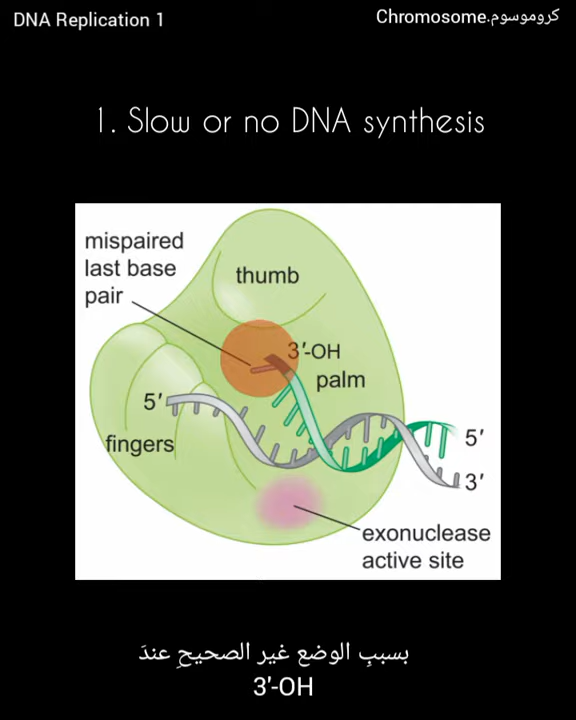 DNA Replication 1
Chromosome.كروموسوم
1. Slow or no DNA synthesis
mispaired
last base
pair
thumb
3′-OH
palm
5′
fingers
5′
3′
exonuclease
active site
بسببِ الوضع غير الصحيحِ عندَ
3'-OH